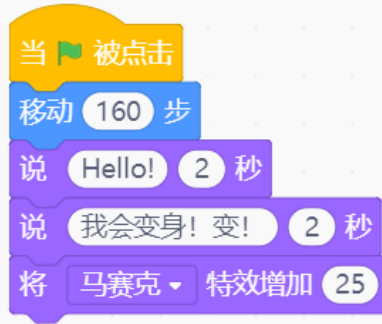 当 被点击
移动 160 步
说 Hello! 2 秒
说 我会变身！变！ 2 秒
将 马赛克 特效增加 25